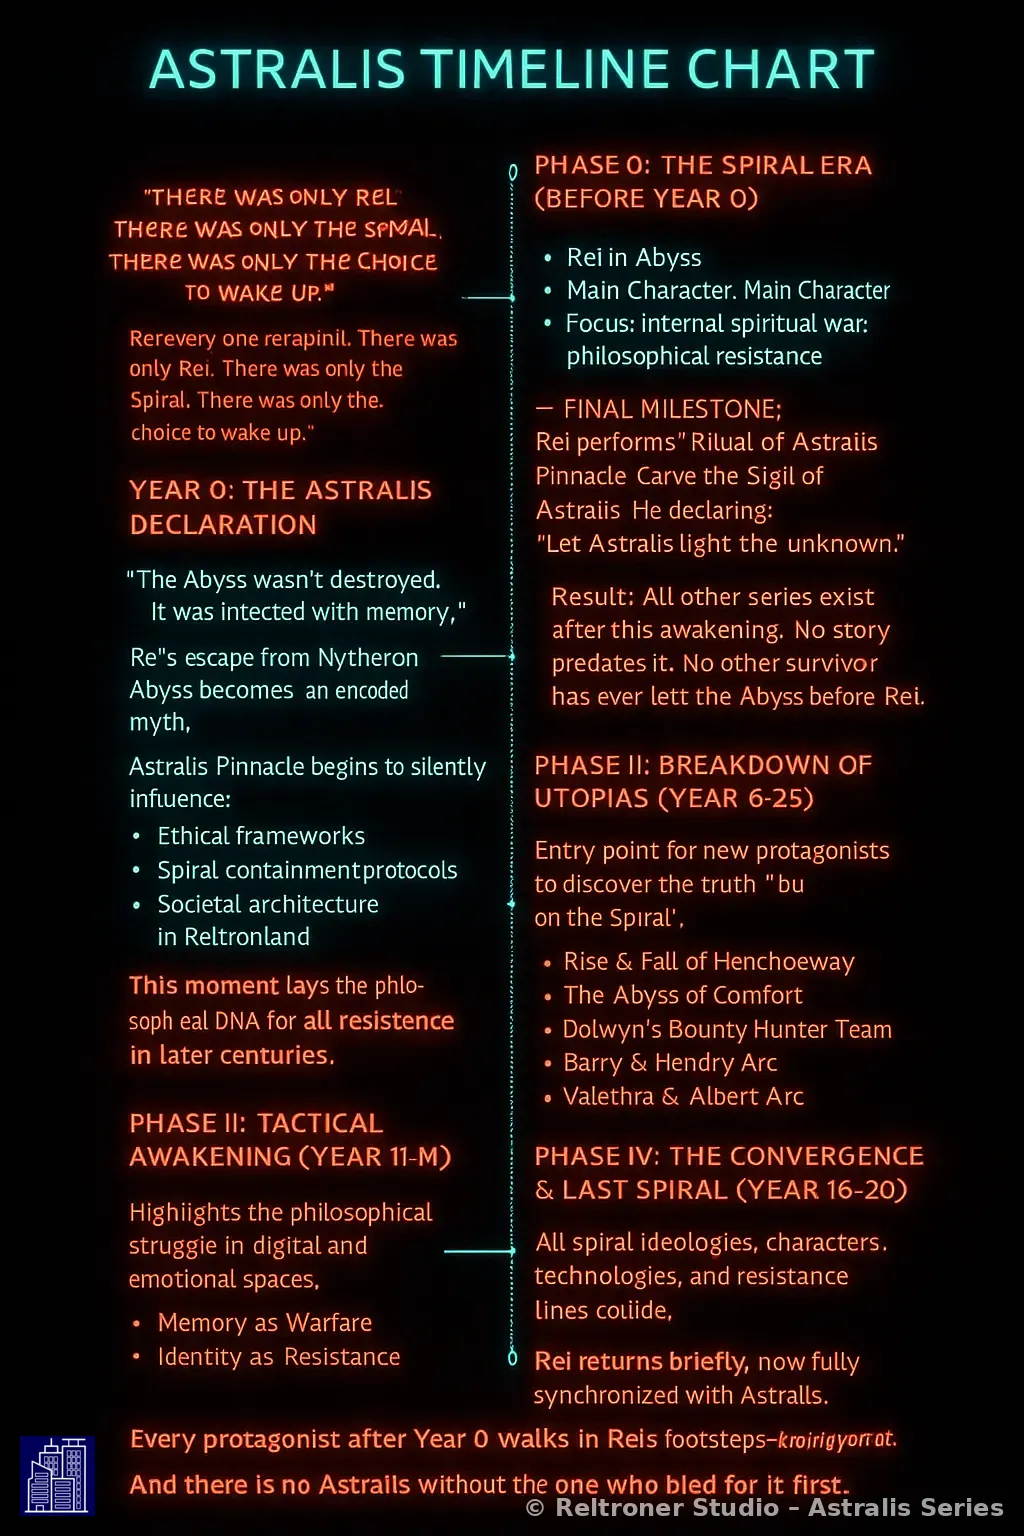 ASTRALIS TIMELINE CHART
"THERE WAS ONLY REL"
THERE WAS ONLY THE SPMAL.
THERE WAS ONLY THE CHOICE
TO WAKE UP."
Rerevery one rerapinil. There was
only Rei. There was only the
Spiral. There was only the.
choice to wake up."
YEAR 0: THE ASTRALIS
DECLARATION
"The Abyss wasn't destroyed.
It was intected with memory,"
Re"s escape from Nytheron
Abyss becomes an encoded
myth,
Astralis Pinnacle begins to silently
influence:
• Ethical frameworks
• Spiral containmentprotocols
• Societal architecture
in Reltronland
This moment lays the phlo-
soph eal DNA for all resistence
in later centuries.
PHASE II: TACTICAL
AWAKENING (YEAR 11-M)
Highiights the philosophical
struggie in digital and
emotional spaces,
• Memory as Warfare
• Identity as Resistance
PHASE 0: THE SPIRAL ERA
(BEFORE YEAR 0)
• Rei in Abyss
• Main Character. Main Character
• Focus: internal spiritual war:
philosophical resistance
— FINAL MILESTONE;
Rei performs" Rilual of Astraiis
Pinnacle Carve the Sigil of
Astraiis He declaring:
"Let Astralis light the unknown."
Result: All other series exist
after this awakening. No story
predates it. No other survivor
has ever lett the Abyss before Rei.
PHASE II: BREAKDOWN OF
UTOPIAS (YEAR 6-25)
Entry point for new protagonists
to discover the truth "bu
on the Spıral',
• Rise & Fall of Henchoeway
• The Abyss of Comfort
• Dolwyn's Bounty Hunter Team
• Barry & Hendry Arc
• Valethra & Albert Arc
PHASE IV: THE CONVERGENCE
& LAST SPIRAL (YEAR 16-20)
All spiral ideologies, characters.
technologies, and resistance
lines coliide,
Rei returns briefly, now fully
synchronized with Astralls.
Every protagonist after Year 0 walks in Reis footsteps–
And there is no Astrails without the one who bled for it first.
© Reltroner Studio – Astralis Series